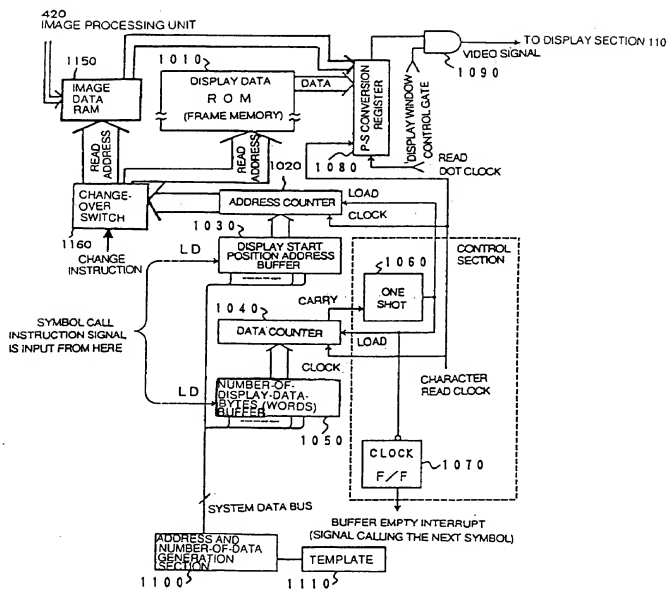 420
IMAGE PROCESSING UNIT
1150
IMAGE
DATA
RAM
1010
DISPLAY DATA
ROM
(FRAME MEMORY)
DATA
P-S CONVERSION
REGISTER
1080
TO DISPLAY SECTION 110
VIDEO SIGNAL
1090
DISPLAY WINDOW
CONTROL GATE
READ
DOT CLOCK
READ
ADDRESS
READ
ADDRESS
1020
ADDRESS COUNTER
LOAD
CLOCK
CHANGE-
OVER
SWITCH
1160
CHANGE
INSTRUCTION
1030
LD
DISPLAY START
POSITION ADDRESS
BUFFER
CONTROL
SECTION
1060
ONE
SHOT
CARRY
1040
DATA COUNTER
LOAD
SYMBOL CALL
INSTRUCTION SIGNAL
IS INPUT FROM HERE
CLOCK
CHARACTER
READ CLOCK
LD
NUMBER-OF-
DISPLAY-DATA-
BYTES (WORDS)
BUFFER
1050
CLOCK
F/F
1070
SYSTEM DATA BUS
BUFFER EMPTY INTERRUPT
(SIGNAL CALLING THE NEXT SYMBOL)
ADDRESS AND
NUMBER-OF-DATA
GENERATION
SECTION
1100
TEMPLATE
1110